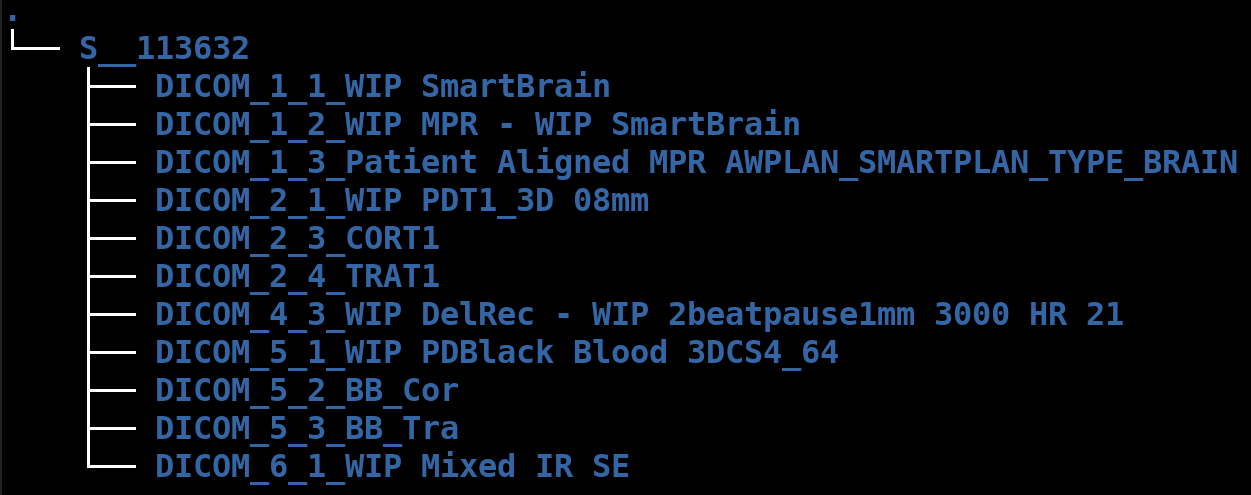 .
└── S__113632
    ├── DICOM_1_1_WIP SmartBrain
    ├── DICOM_1_2_WIP MPR - WIP SmartBrain
    ├── DICOM_1_3_Patient Aligned MPR AWPLAN_SMARTPLAN_TYPE_BRAIN
    ├── DICOM_2_1_WIP PDT1_3D 08mm
    ├── DICOM_2_3_CORT1
    ├── DICOM_2_4_TRAT1
    ├── DICOM_4_3_WIP DelRec - WIP 2beatpause1mm 3000 HR 21
    ├── DICOM_5_1_WIP PDBlack Blood 3DCS4_64
    ├── DICOM_5_2_BB_Cor
    ├── DICOM_5_3_BB_Tra
    └── DICOM_6_1_WIP Mixed IR SE